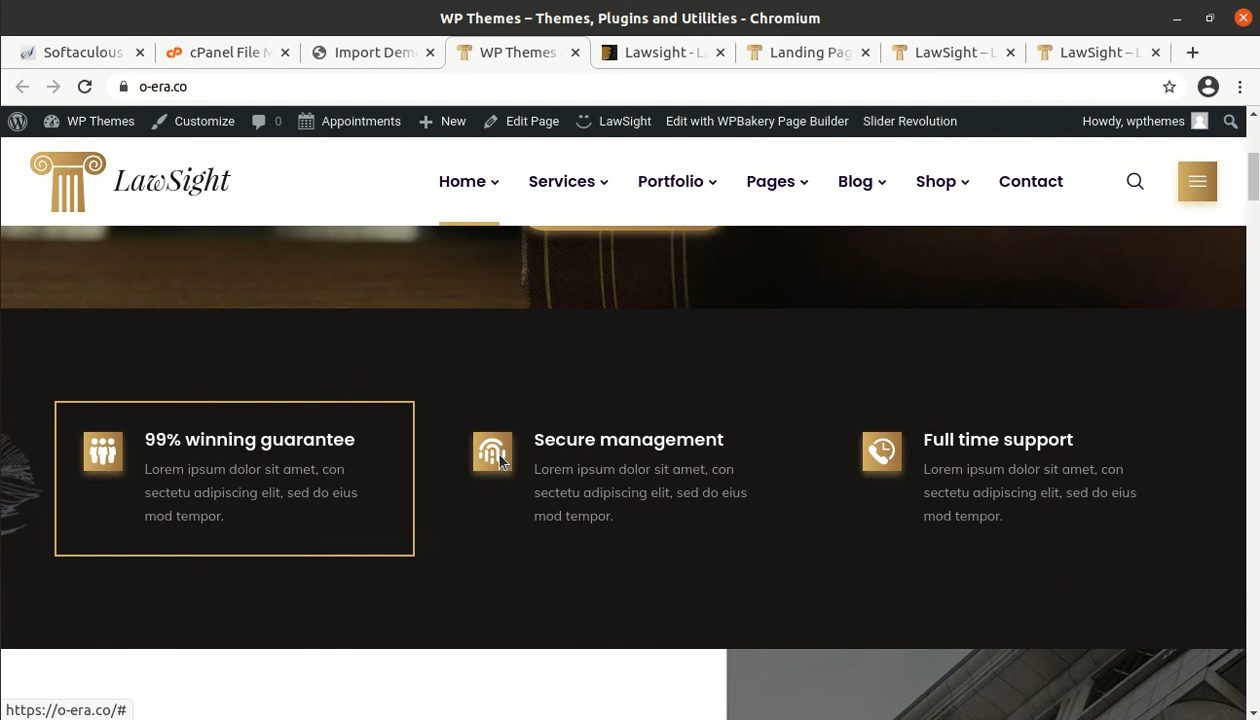 WP Themes – Themes, Plugins and Utilities - Chromium
Softaculous
cPanel File M
Import Dem
WP Themes
Lawsight - L
Landing Pag
LawSight – L
LawSight – L
o-era.co
WP Themes
Customize
0
Appointments
New
Edit Page
LawSight
Edit with WPBakery Page Builder
Slider Revolution
Howdy, wpthemes
LawSight
Home
Services
Portfolio
Pages
Blog
Shop
Contact
99% winning guarantee
Lorem ipsum dolor sit amet, con
sectetu adipiscing elit, sed do eius
mod tempor.
Secure management
Lorem ipsum dolor sit amet, con
sectetu adipiscing elit, sed do eius
mod tempor.
Full time support
Lorem ipsum dolor sit amet, con
sectetu adipiscing elit, sed do eius
mod tempor.
https://o-era.co/#